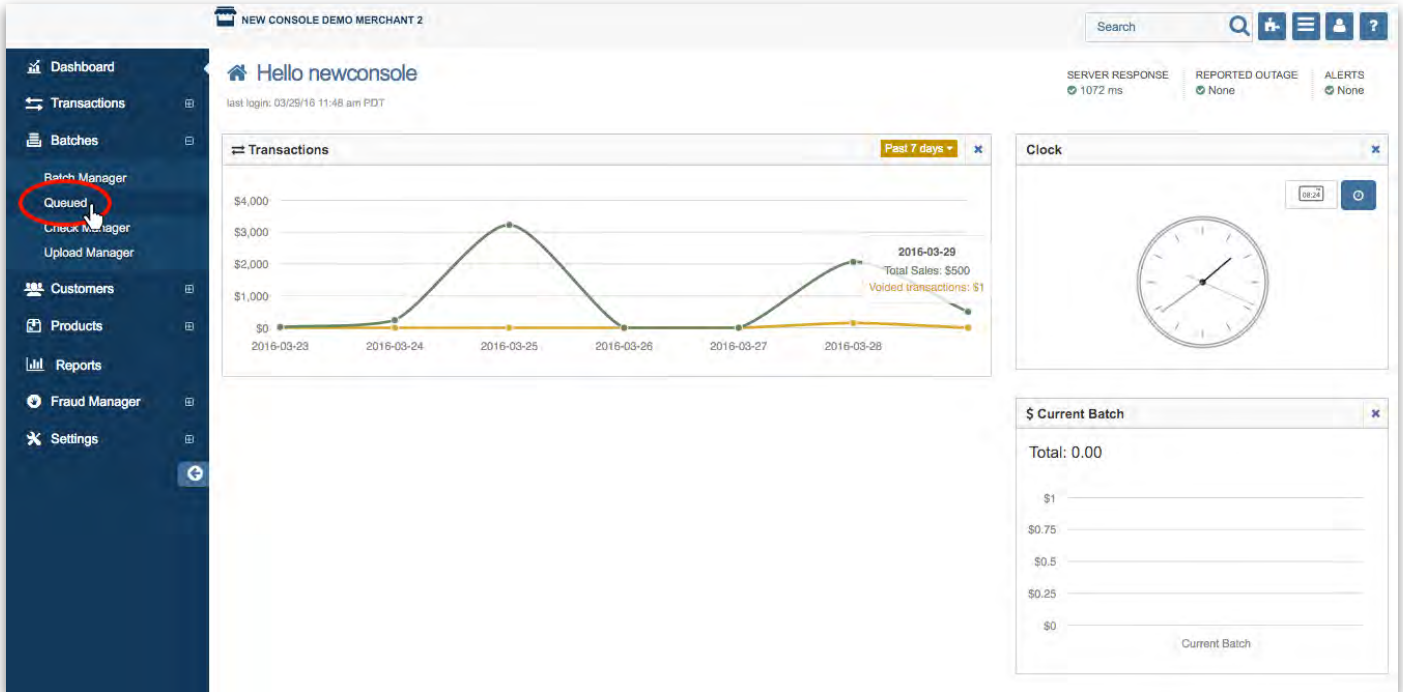 NEW CONSOLE DEMO MERCHANT 2
Search
?
Dashboard
Transactions
Batches
Batch Manager
Queued
Check Manager
Upload Manager
Customers
Products
Reports
Fraud Manager
Settings
Hello newconsole
last login: 03/29/16 11:48 am PDT
SERVER RESPONSE
1072 ms
REPORTED OUTAGE
None
ALERTS
None
Transactions
Past 7 days
$4,000
$3,000
$2,000
$1,000
$0
2016-03-23
2016-03-24
2016-03-25
2016-03-26
2016-03-27
2016-03-28
2016-03-29
Total Sales: $500
Voided transactions: $1
Clock
08:24
$ Current Batch
Total: 0.00
$1
$0.75
$0.5
$0.25
$0
Current Batch